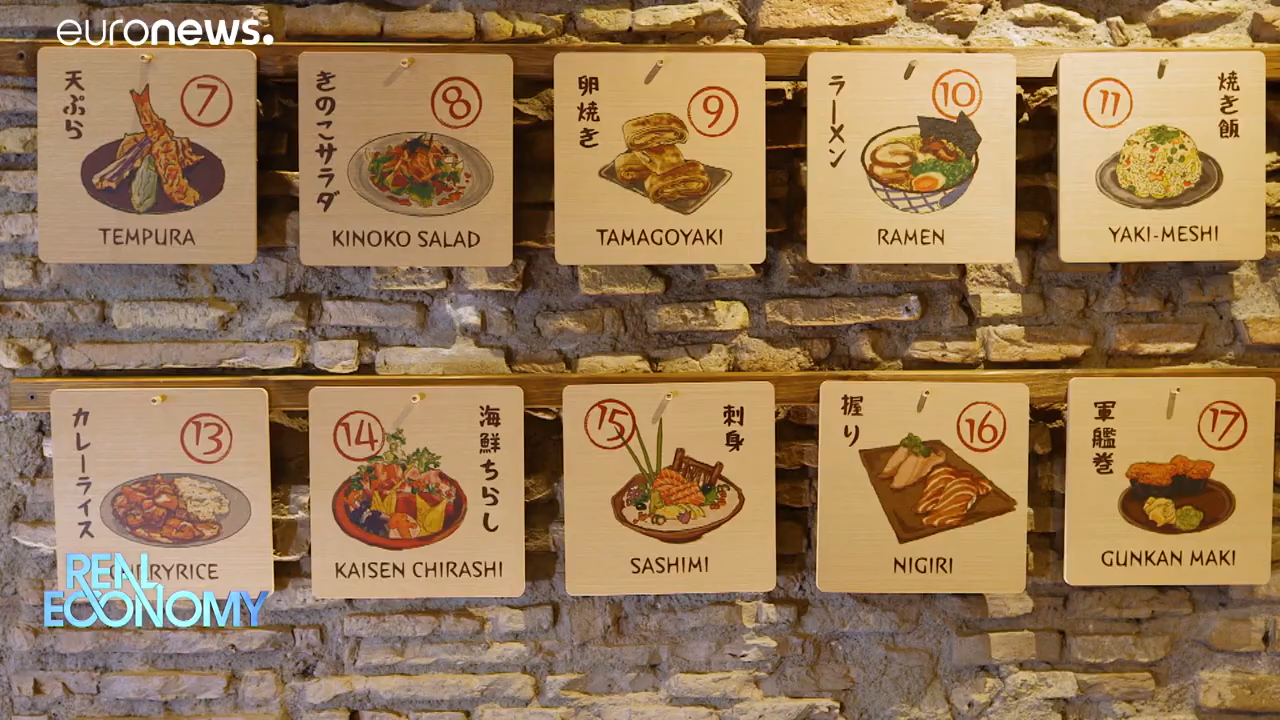 euronews.
天ぷら
7
TEMPURA
きのこサラダ
8
KINOKO SALAD
卵焼き
9
TAMAGOYAKI
ラーメン
10
RAMEN
焼き飯
11
YAKI-MESHI
カレーライス
13
RYRICE
海鮮ちらし
14
KAISEN CHIRASHI
刺身
15
SASHIMI
握り
16
NIGIRI
軍艦巻
17
GUNKAN MAKI
REAL
ECONOMY